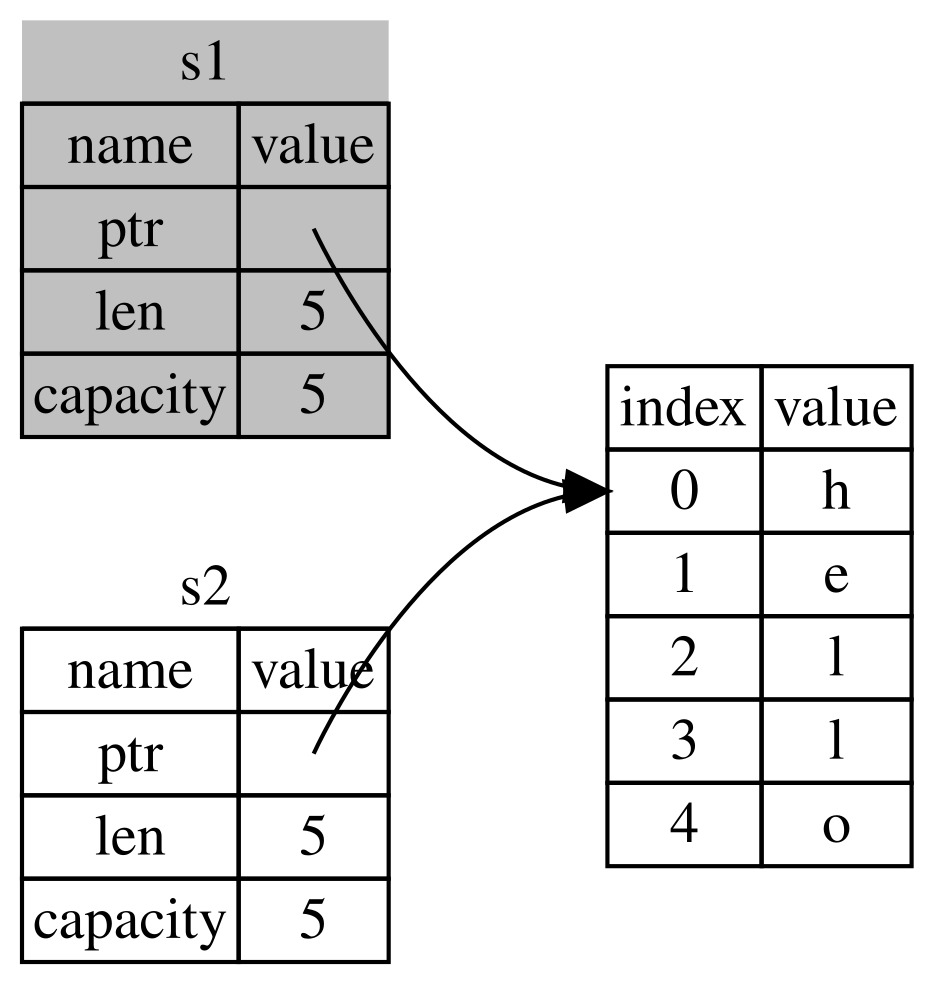 s1
name value
ptr
len 5
capacity 5
s2
name value
ptr
len 5
capacity 5
index value
0 h
1 e
2 l
3 l
4 o